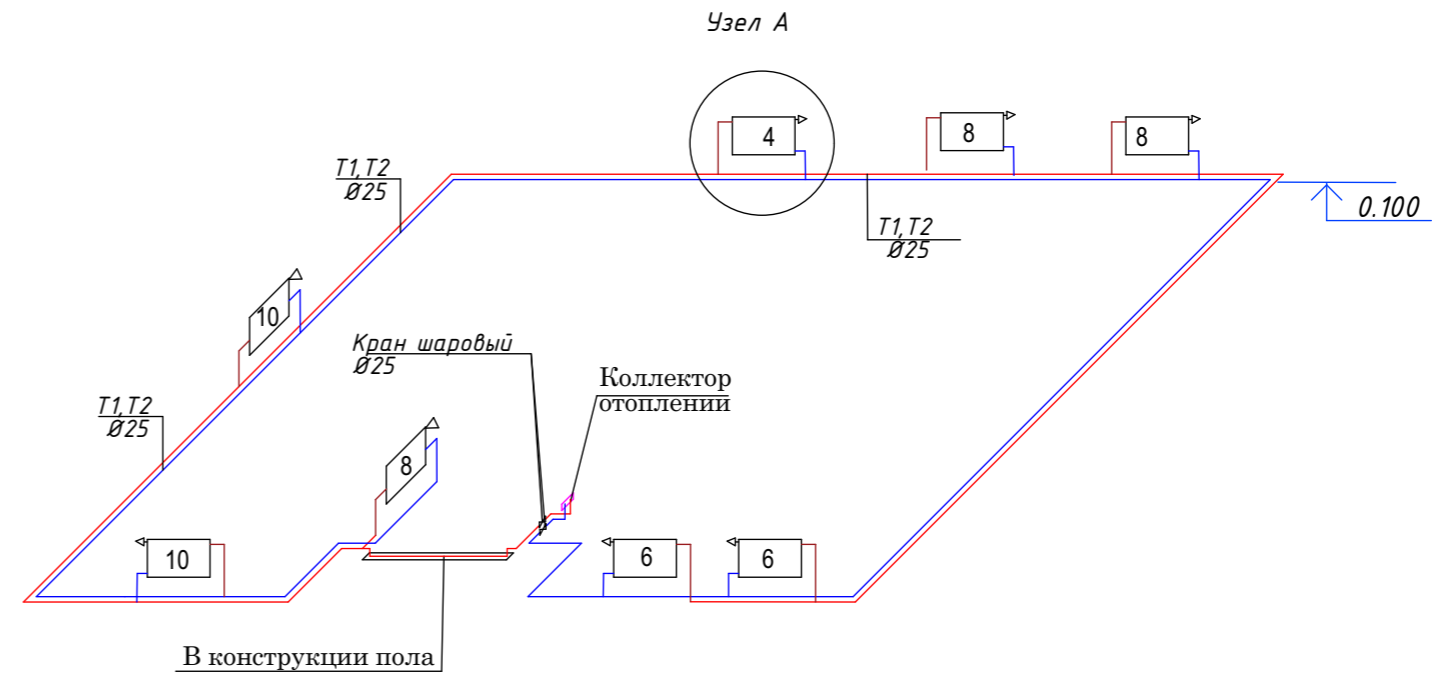 Узел А
4
8
8
Т1,Т2
Ø25
0.100
Т1,Т2
Ø25
10
Кран шаровый
Ø25
Коллектор
отоплении
Т1,Т2
Ø25
8
10
6
6
В конструкции пола